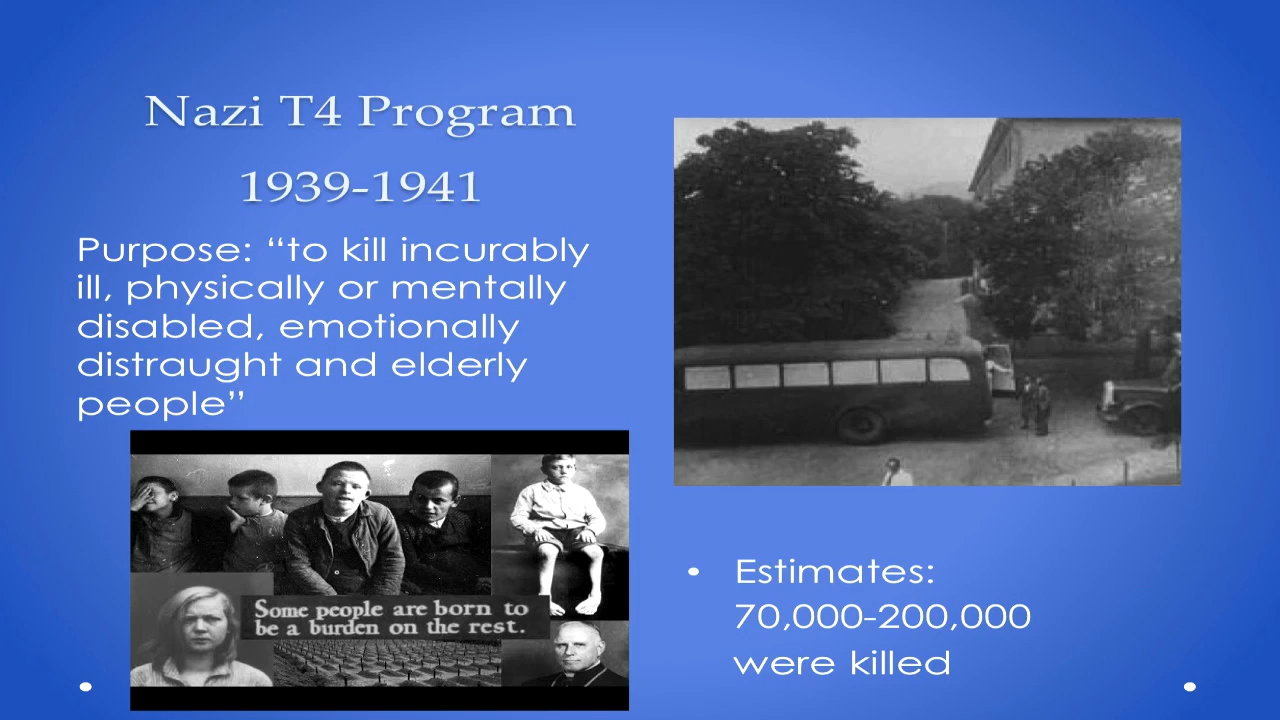 Nazi T4 Program
1939-1941
Purpose: “to kill incurably
ill, physically or mentally
disabled, emotionally
distraught and elderly
people”
Some people are born to
be a burden on the rest.
• Estimates:
70,000-200,000
were killed